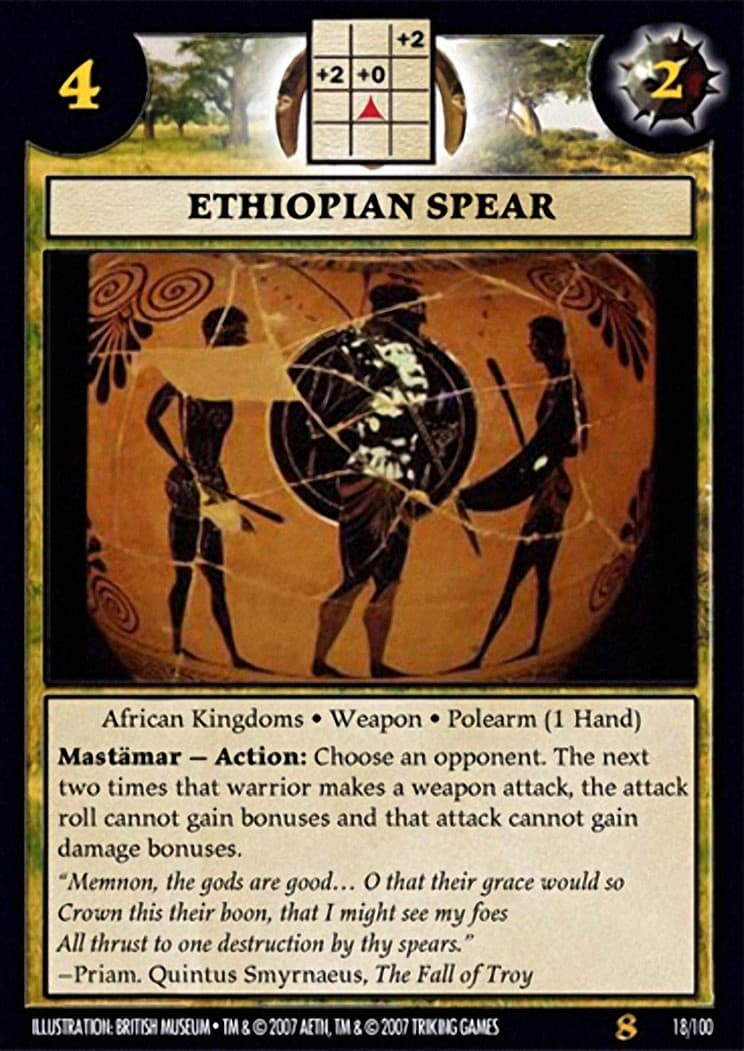 4
+2
+2 +0
2
ETHIOPIAN SPEAR
African Kingdoms • Weapon • Polearm (1 Hand)
Mastämar – Action: Choose an opponent. The next
two times that warrior makes a weapon attack, the attack
roll cannot gain bonuses and that attack cannot gain
damage bonuses.
“Memnon, the gods are good... O that their grace would so
Crown this their boon, that I might see my foes
All thrust to one destruction by thy spears.”
–Priam. Quintus Smyrnaeus, The Fall of Troy
ILLUSTRATION: BRITISH MUSEUM • TM & © 2007 AETN, TM & © 2007 TRIKING GAMES 8 18/100